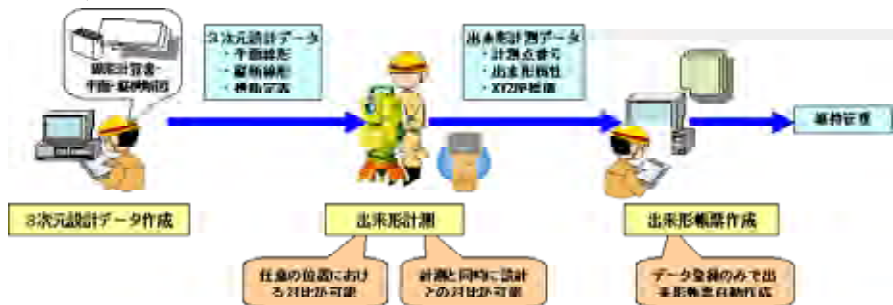 線形計算書・
平面・縦横断図
3次元設計データ
・平面線形
・縦断線形
・横断定義
出来形計測データ
・計測点番号
・出来形属性
・XYZ座標値
維持管理
3次元設計データ作成
出来形計測
出来形帳票作成
任意の位置におけ
る対比が可能
計測と同時に設計
との対比が可能
データ登録のみで出
来形帳票自動作成